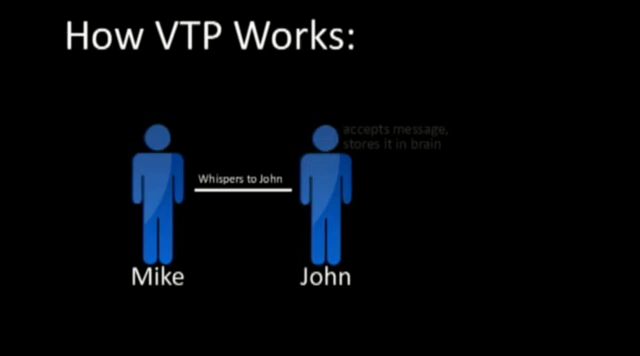 How VTP Works:
accepts message,
stores it in brain
Whispers to John
Mike
John